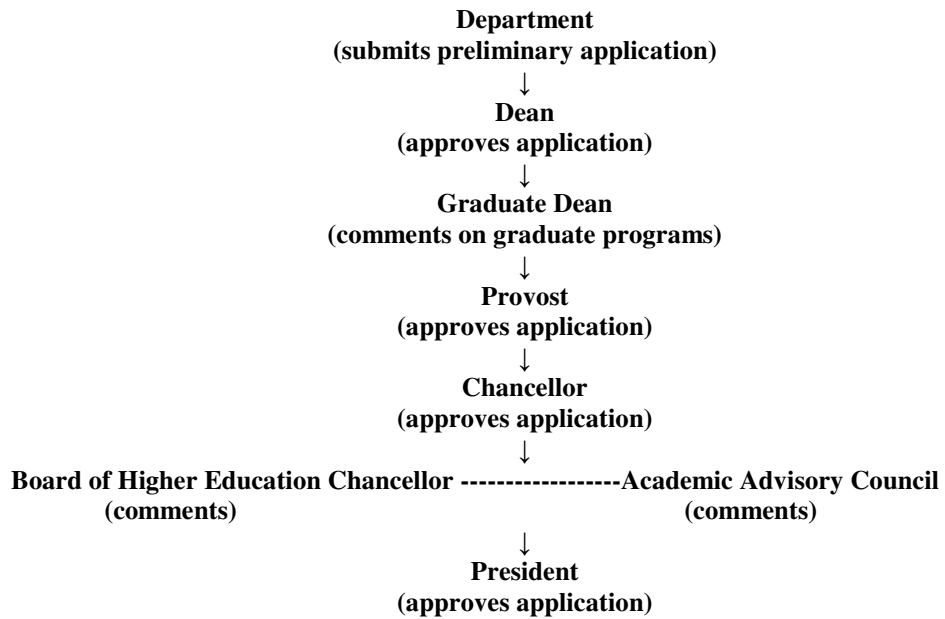 Department
(submits preliminary application)
↓
Dean
(approves application)
↓
Graduate Dean
(comments on graduate programs)
↓
Provost
(approves application)
↓
Chancellor
(approves application)
↓
Board of Higher Education Chancellor ------------------Academic Advisory Council
(comments) (comments)
↓
President
(approves application)